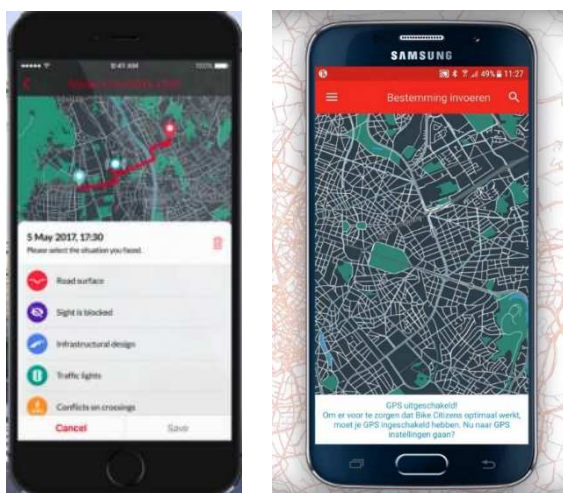 9:41 AM
100%
5 May 2017, 17:30
Please select the situation you faced.
Road surface
Sight is blocked
Infrastructural design
Traffic lights
Conflicts on crossings
Cancel
Save
SAMSUNG
49% 11:27
Bestemming invoeren
GPS uitgeschakeld!
Om er voor te zorgen dat Bike Citizens optimaal werkt,
moet je GPS ingeschakeld hebben. Nu naar GPS
instellingen gaan?